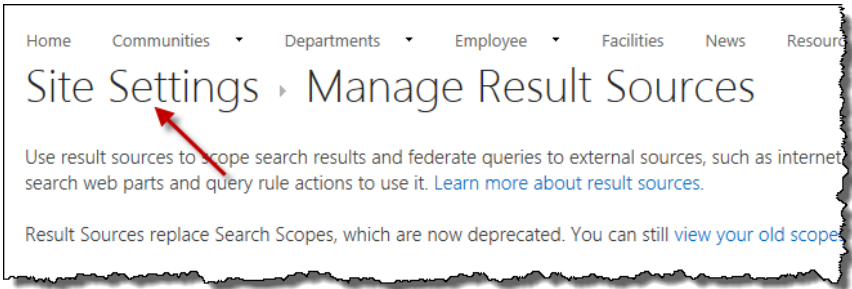 Home Communities Departments Employee Facilities News Resourc
Site Settings Manage Result Sources
Use result sources to scope search results and federate queries to external sources, such as internet
search web parts and query rule actions to use it. Learn more about result sources.
Result Sources replace Search Scopes, which are now deprecated. You can still view your old scopes